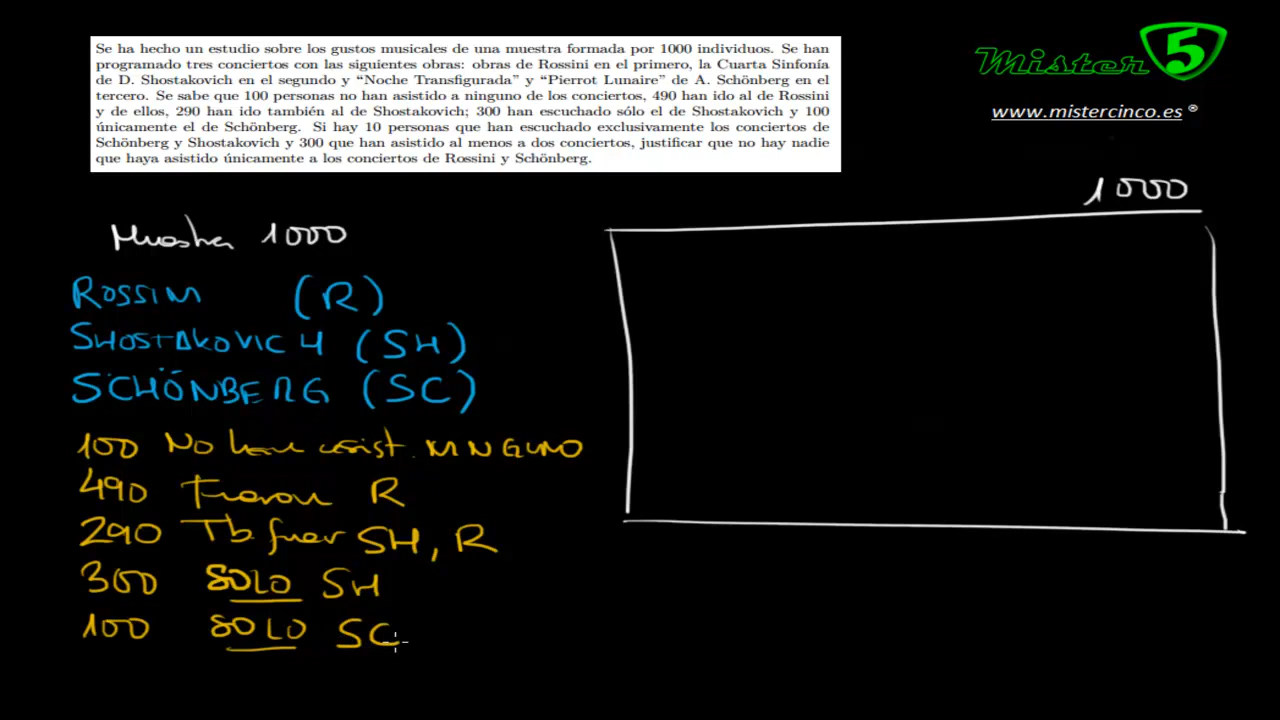 Se ha hecho un estudio sobre los gustos musicales de una muestra formada por 1000 individuos. Se han
programado tres conciertos con las siguientes obras: obras de Rossini en el primero, la Cuarta Sinfonía
de D. Shostakovich en el segundo y “Noche Transfigurada” y “Pierrot Lunaire” de A. Schönberg en el
tercero. Se sabe que 100 personas no han asistido a ninguno de los conciertos, 490 han ido al de Rossini
y de ellos, 290 han ido también al de Shostakovich; 300 han escuchado sólo el de Shostakovich y 100
únicamente el de Schönberg. Si hay 10 personas que han escuchado exclusivamente los conciertos de
Schönberg y Shostakovich y 300 que han asistido al menos a dos conciertos, justificar que no hay nadie
que haya asistido únicamente a los conciertos de Rossini y Schönberg.
Mister 5
www.mistercinco.es ®
1000
Muestra 1000
ROSSINI (R)
SHOSTAKOVICH (SH)
SCHÖNBERG (SC)
100 No han asist. NINGUNO
490 Fueron R
290 Tb fuer SH, R
300 SOLO SH
100 SOLO SC